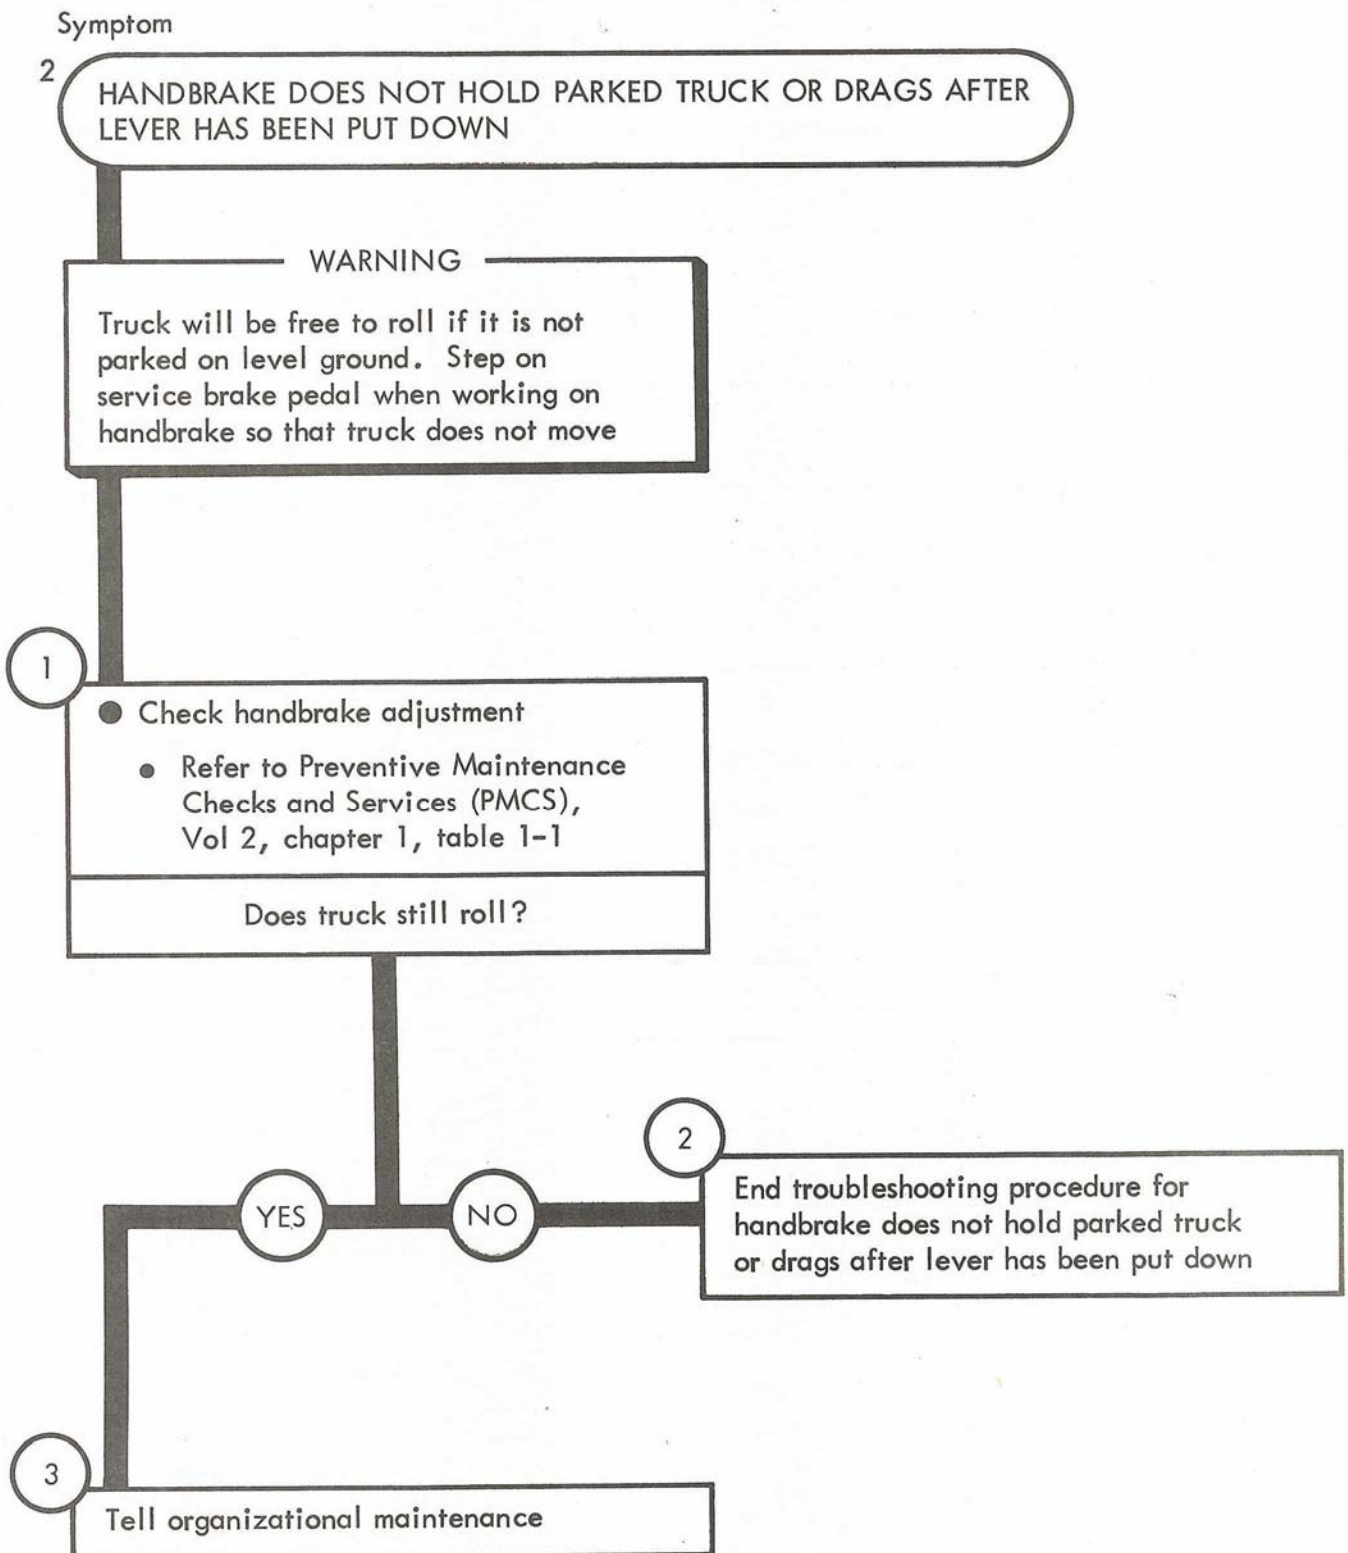 Symptom
2
HANDBRAKE DOES NOT HOLD PARKED TRUCK OR DRAGS AFTER
LEVER HAS BEEN PUT DOWN
WARNING
Truck will be free to roll if it is not
parked on level ground. Step on
service brake pedal when working on
handbrake so that truck does not move
1
● Check handbrake adjustment
● Refer to Preventive Maintenance
Checks and Services (PMCS),
Vol 2, chapter 1, table 1-1
Does truck still roll?
YES
NO
2
End troubleshooting procedure for
handbrake does not hold parked truck
or drags after lever has been put down
3
Tell organizational maintenance